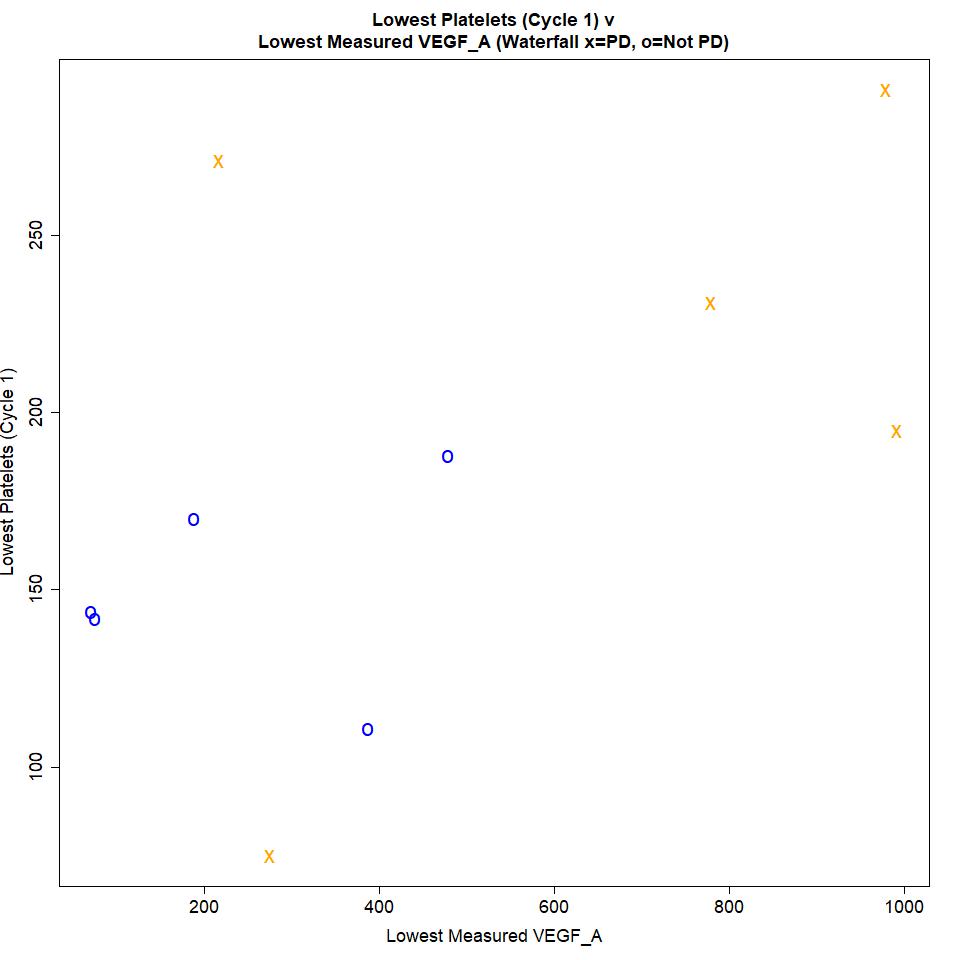 Lowest Platelets (Cycle 1) v
Lowest Measured VEGF_A (Waterfall x=PD, o=Not PD)
X
X
250
X
200
X
O
O
Lowest Platelets (Cycle 1)
150
O
O
O
100
X
200 400 600 800 1000
Lowest Measured VEGF_A